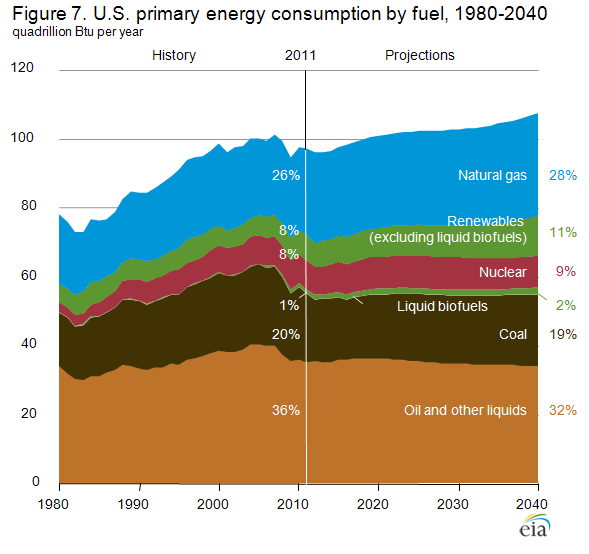 Figure 7. U.S. primary energy consumption by fuel, 1980-2040
quadrillion Btu per year
History 2011 Projections
120
100
80
60
40
20
0
26% Natural gas 28%
8% Renewables
(excluding liquid biofuels) 11%
8% Nuclear 9%
1% Liquid biofuels 2%
20% Coal 19%
36% Oil and other liquids 32%
1980 1990 2000 2010 2020 2030 2040
eia